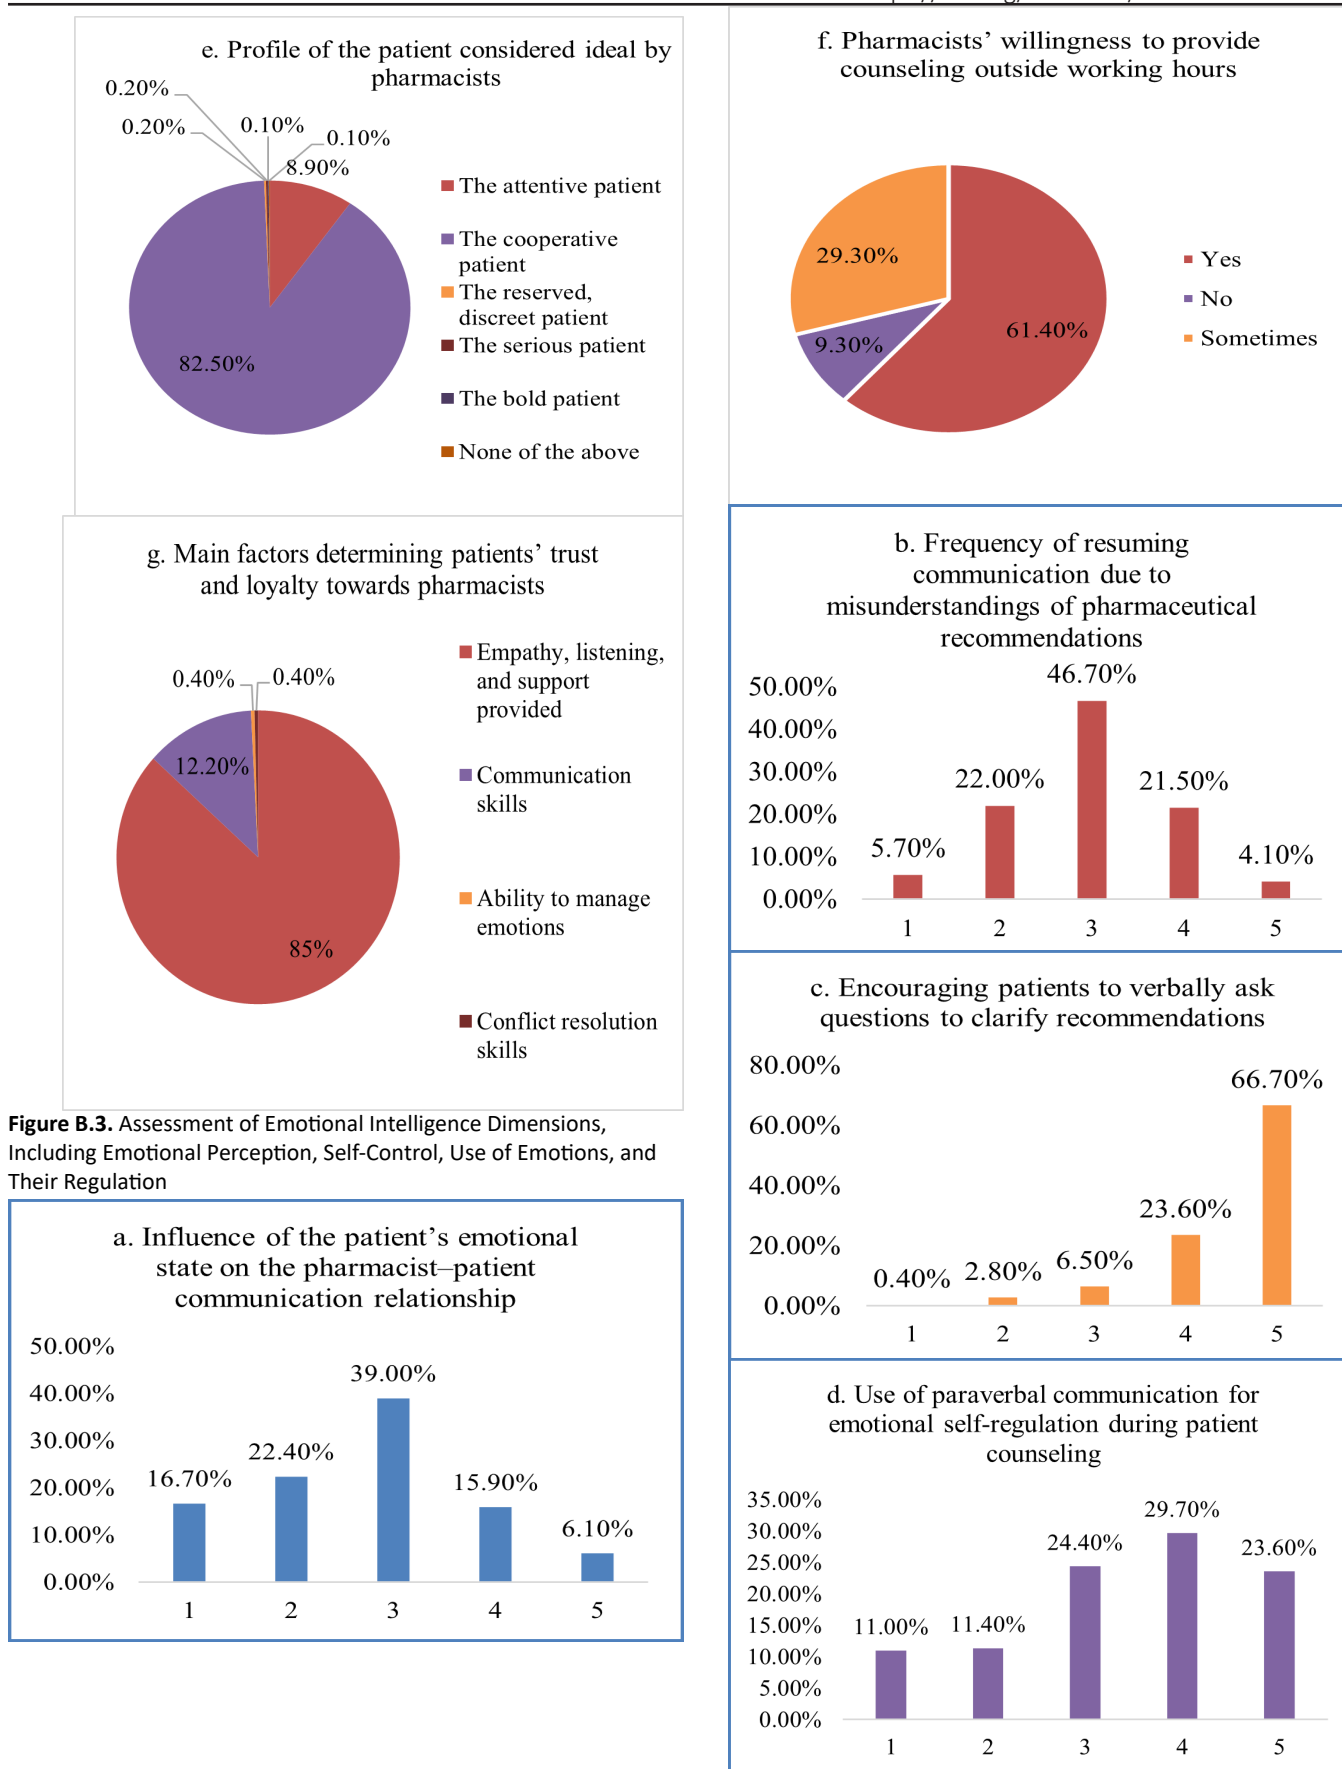 e. Profile of the patient considered ideal by
pharmacists
0.20%
0.20%
0.10%
0.10%
8.90%
82.50%
The attentive patient
The cooperative
patient
The reserved,
discreet patient
The serious patient
The bold patient
None of the above
g. Main factors determining patients’ trust
and loyalty towards pharmacists
0.40%
0.40%
12.20%
85%
Empathy, listening,
and support
provided
Communication
skills
Ability to manage
emotions
Conflict resolution
skills
Figure B.3. Assessment of Emotional Intelligence Dimensions,
Including Emotional Perception, Self-Control, Use of Emotions, and
Their Regulation
a. Influence of the patient’s emotional
state on the pharmacist–patient
communication relationship
50.00%
40.00%
30.00%
20.00%
10.00%
0.00%
16.70%
22.40%
39.00%
15.90%
6.10%
1 2 3 4 5
f. Pharmacists’ willingness to provide
counseling outside working hours
29.30%
9.30%
61.40%
Yes
No
Sometimes
b. Frequency of resuming
communication due to
misunderstandings of pharmaceutical
recommendations
50.00%
40.00%
30.00%
20.00%
10.00%
0.00%
5.70%
22.00%
46.70%
21.50%
4.10%
1 2 3 4 5
c. Encouraging patients to verbally ask
questions to clarify recommendations
80.00%
60.00%
40.00%
20.00%
0.00%
0.40%
2.80%
6.50%
23.60%
66.70%
1 2 3 4 5
d. Use of paraverbal communication for
emotional self-regulation during patient
counseling
35.00%
30.00%
25.00%
20.00%
15.00%
10.00%
5.00%
0.00%
11.00%
11.40%
24.40%
29.70%
23.60%
1 2 3 4 5